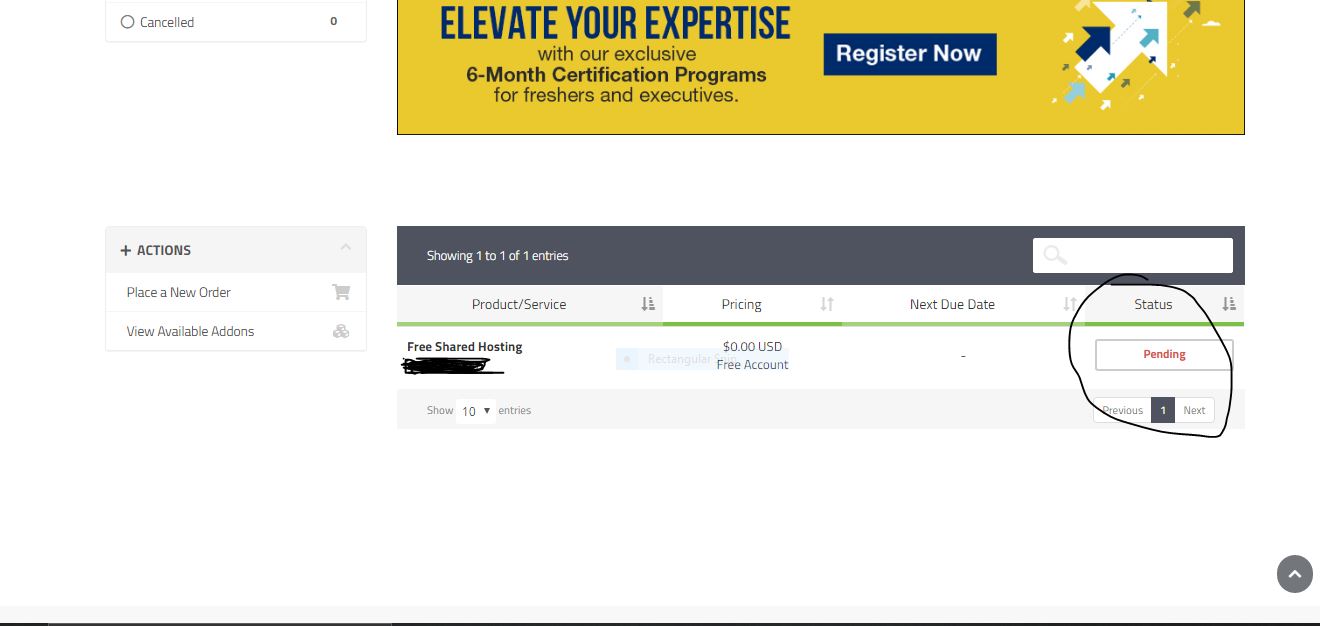 Cancelled 0
ELEVATE YOUR EXPERTISE
with our exclusive
6-Month Certification Programs
for freshers and executives.
Register Now
ACTIONS
Place a New Order
View Available Addons
Showing 1 to 1 of 1 entries
Product/Service Pricing Next Due Date Status
Free Shared Hosting
Rectangular Snip
$0.00 USD
Free Account
-
Pending
Show 10 entries
Previous 1 Next